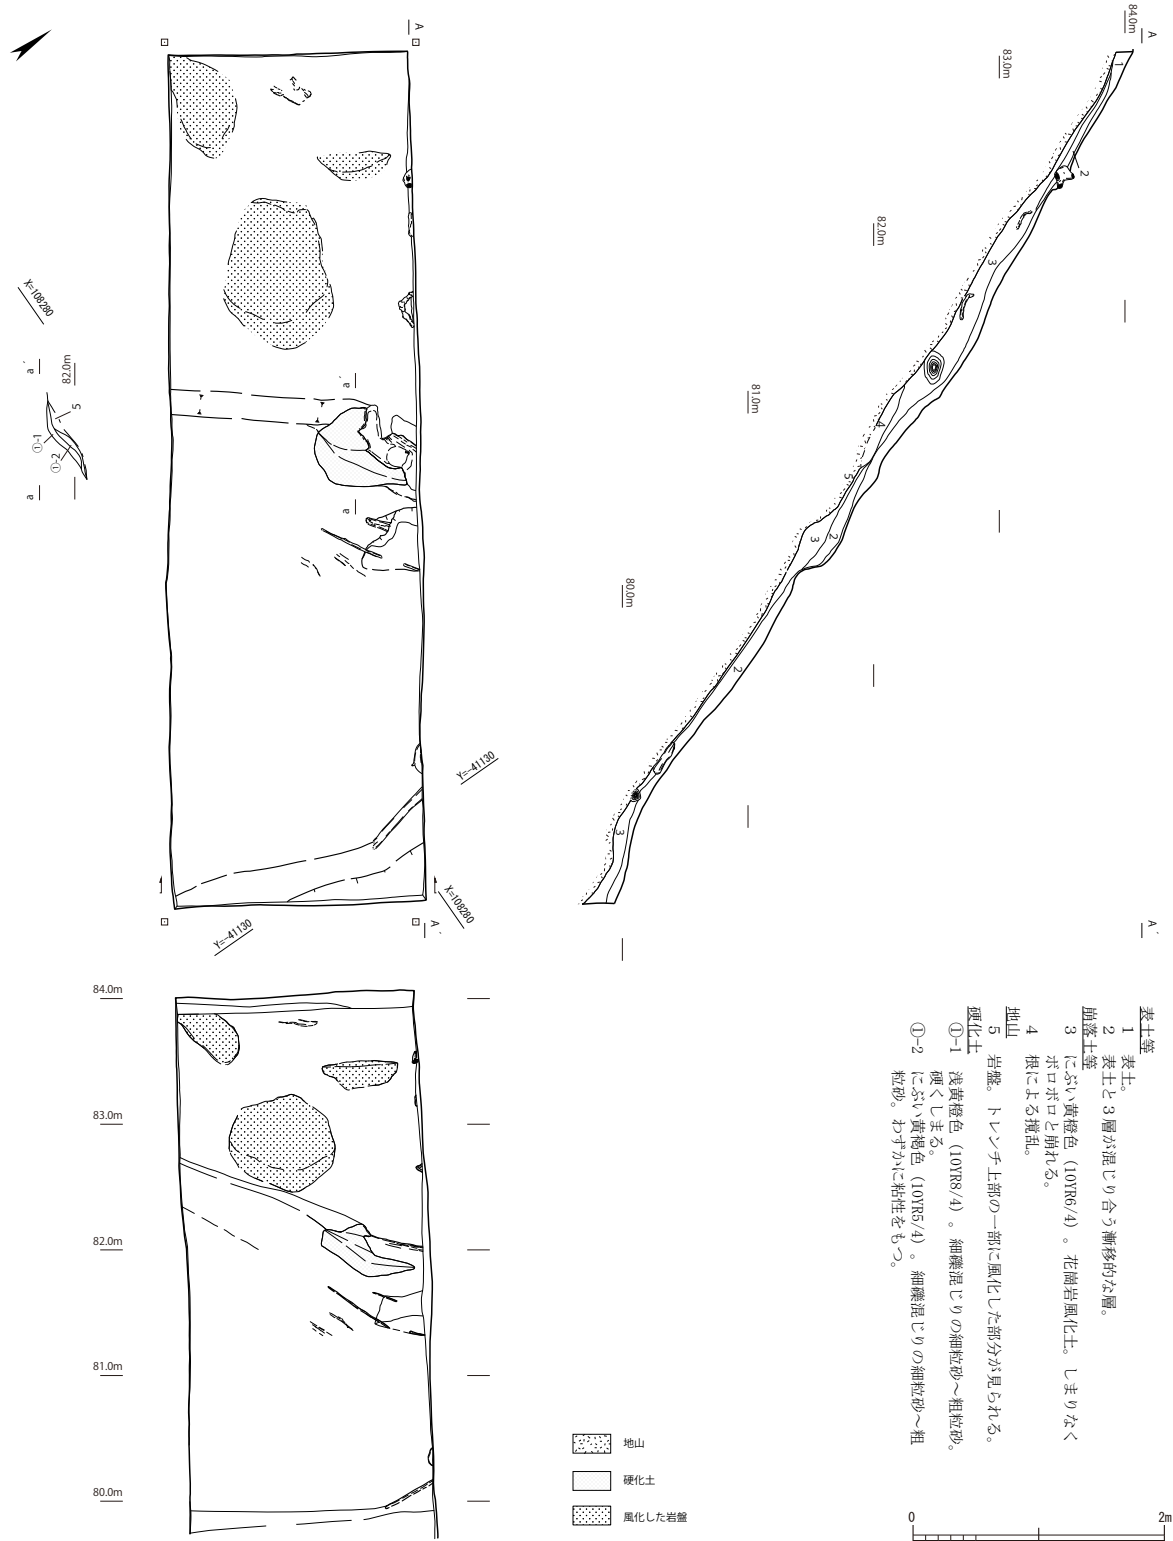 A
84.0m
A
83.0m
1
2
82.0m
3
X=108280
a´
82.0m
a´
5
①-1
①-2
a
a
81.0m
4
5
2
3
80.0m
2
Y=-41130
3
X=108280
Y=-41130
A´
A´
84.0m
83.0m
82.0m
81.0m
80.0m
表土等
1 表土。
2 表土と3層が混じり合う漸移的な層。
崩落土等
3 にぶい黄橙色（10YR6/4）。花崗岩風化土。しまりなく
ボロボロと崩れる。
4 根による攪乱。
地山
5 岩盤。トレンチ上部の一部に風化した部分が見られる。
硬化土
①-1 浅黄橙色（10YR8/4）。細礫混じりの細粒砂～粗粒砂。
硬くしまる。
①-2 にぶい黄褐色（10YR5/4）。細礫混じりの細粒砂～粗
粒砂。わずかに粘性をもつ。
地山
硬化土
風化した岩盤
0
2m